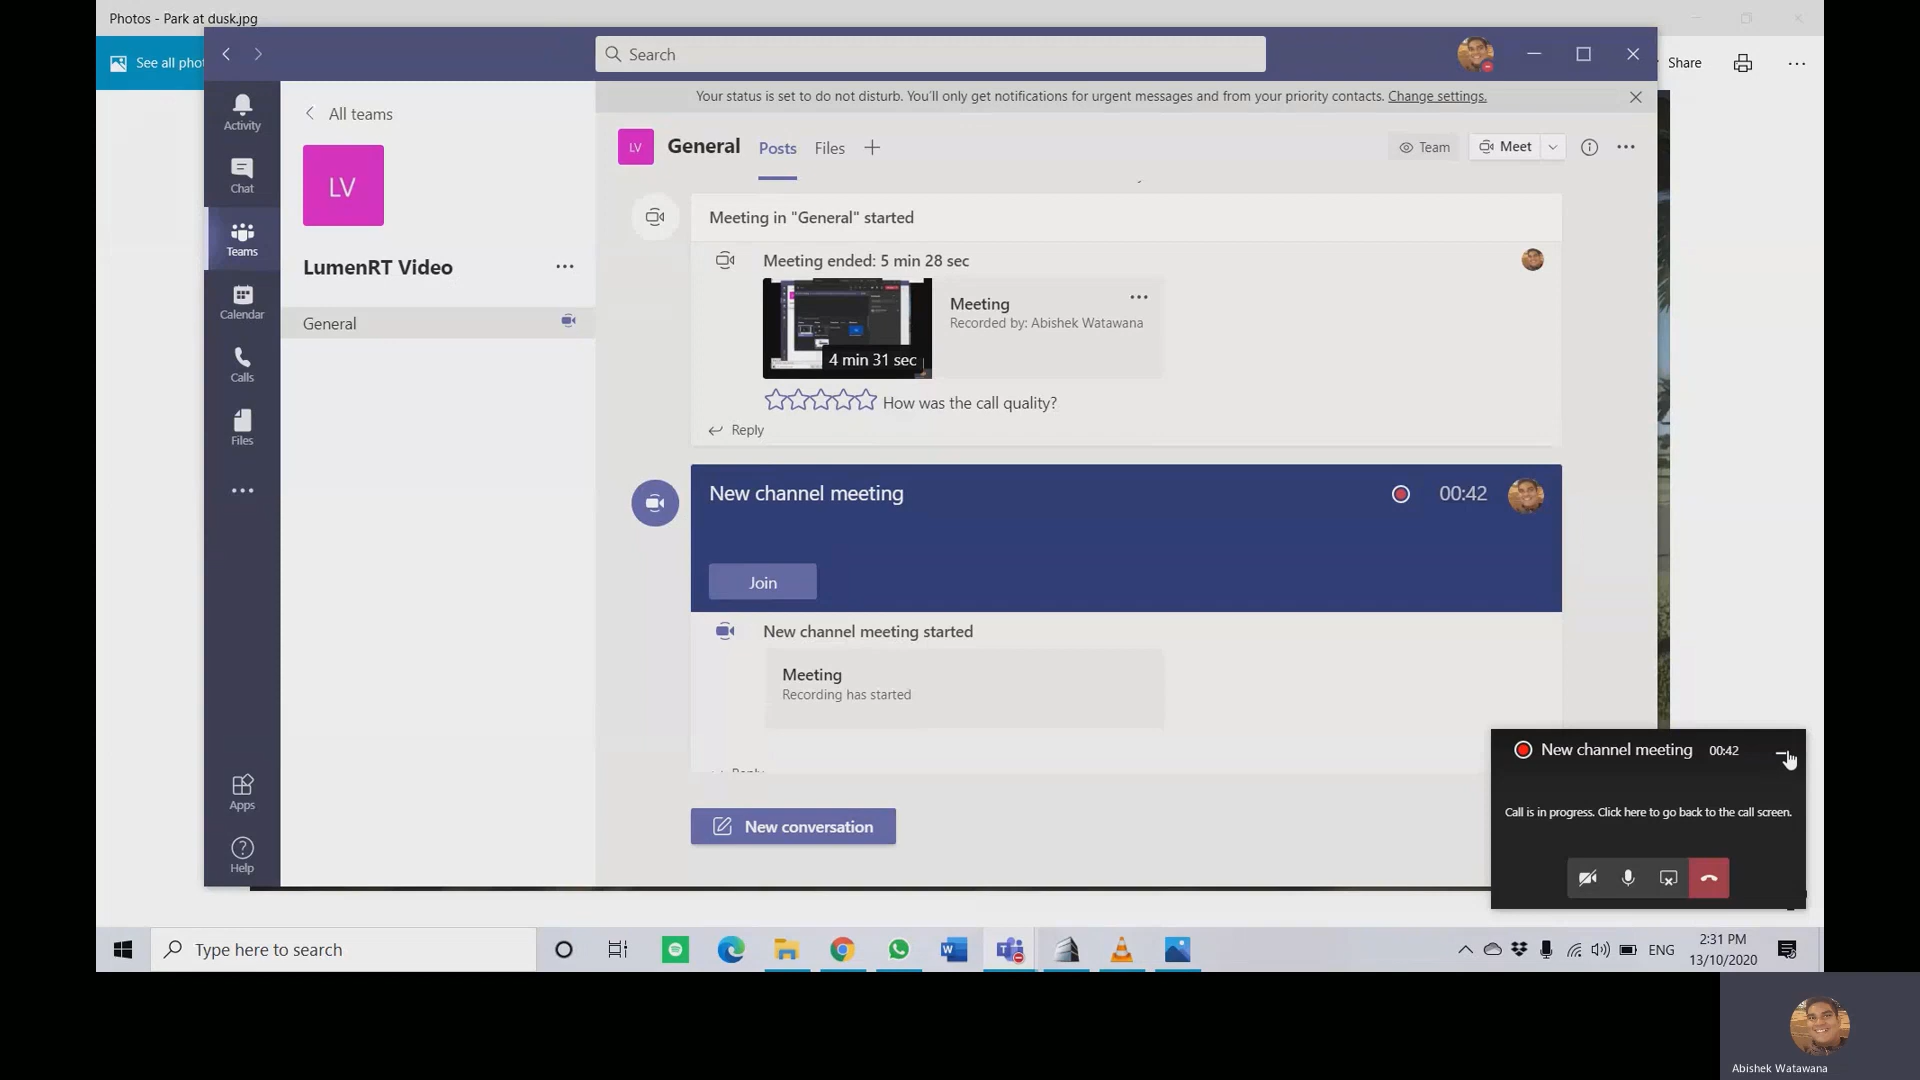 Photos - Park at dusk.jpg
See all phot
Search
Share
Your status is set to do not disturb. You'll only get notifications for urgent messages and from your priority contacts. Change settings.
Activity
Chat
Teams
Calendar
Calls
Files
Apps
Help
All teams
LV
LumenRT Video
General
LV
General
Posts
Files
Team
Meet
Meeting in "General" started
Meeting ended: 5 min 28 sec
4 min 31 sec
Meeting
Recorded by: Abishek Watawana
How was the call quality?
Reply
New channel meeting
00:42
Join
New channel meeting started
Meeting
Recording has started
Reply
New conversation
New channel meeting 00:42
Call is in progress. Click here to go back to the call screen.
Type here to search
ENG
2:31 PM
13/10/2020
Abishek Watawana